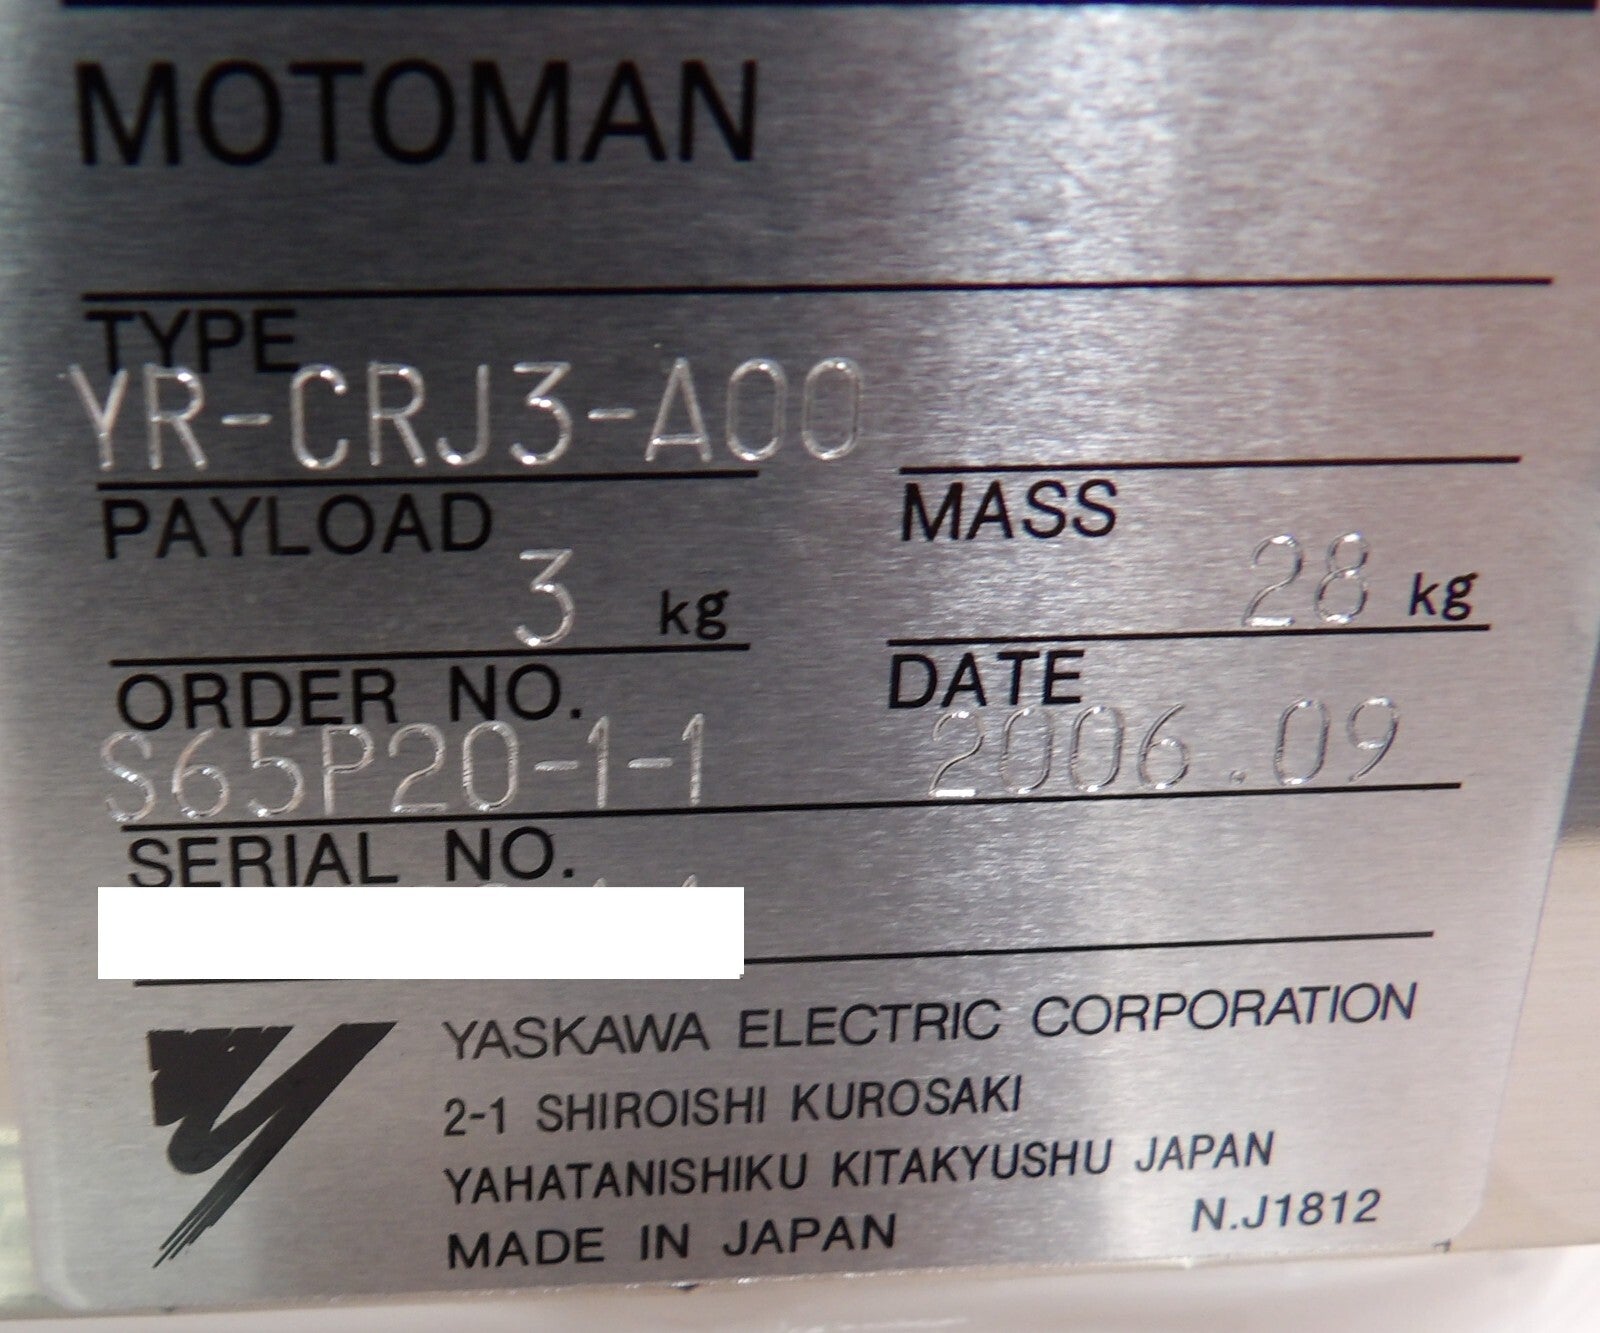 MOTOMAN
TYPE
YR-CRJ3-A00
PAYLOAD
3 kg
MASS
28 kg
ORDER NO.
S65P20-1-1
DATE
2006.09
SERIAL NO.
YASKAWA ELECTRIC CORPORATION
2-1 SHIROISHI KUROSAKI
YAHATANISHIKU KITAKYUSHU JAPAN
MADE IN JAPAN
N.J1812